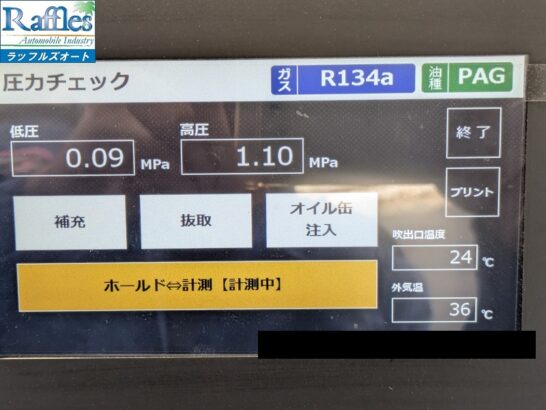 Raffles
Automobile Industry
ラッフルズオート
圧力チェック
ガス R134a
油種 PAG
低圧 0.09 MPa
高圧 1.10 MPa
終了
プリント
補充
抜取
オイル缶
注入
吹出口温度
24 ℃
ホールド⇔計測【計測中】
外気温
36 ℃